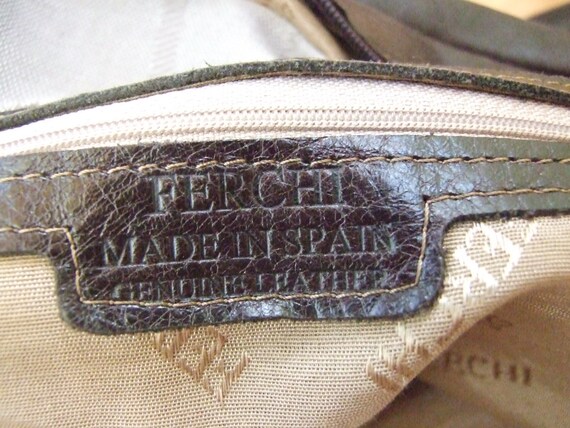 FERCHI
MADE IN SPAIN
GENUINE LEATHER
FERCHI